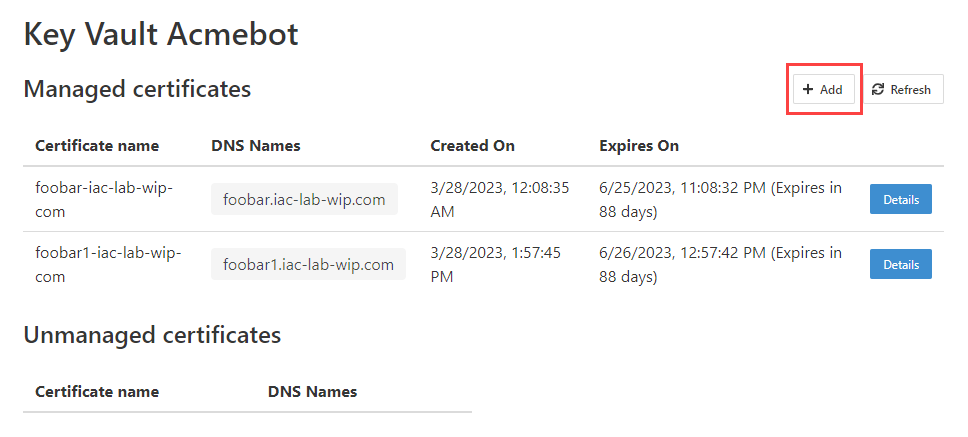 Key Vault Acmebot
Managed certificates
+ Add
Refresh
Certificate name DNS Names Created On Expires On
foobar-iac-lab-wip- foobar.iac-lab-wip.com 3/28/2023, 12:08:35 6/25/2023, 11:08:32 PM (Expires in Details
com AM 88 days)
foobar1-iac-lab-wip- foobar1.iac-lab-wip.com 3/28/2023, 1:57:45 6/26/2023, 12:57:42 PM (Expires in Details
com PM 88 days)
Unmanaged certificates
Certificate name DNS Names